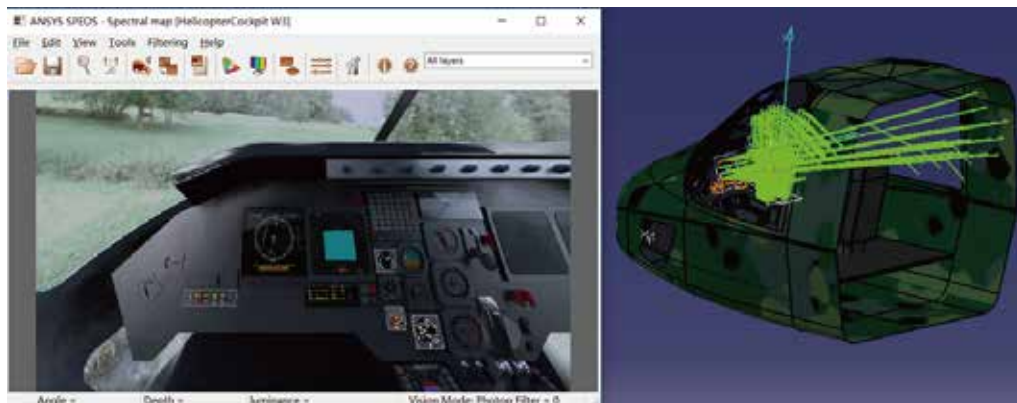 ANSYS SPEOS - Spectral map [HelicopterCockpit W3]
File Edit View Tools Filtering Help
All layers
Angle = Depth = luminance = Vision Mode: Photon Filter = 0